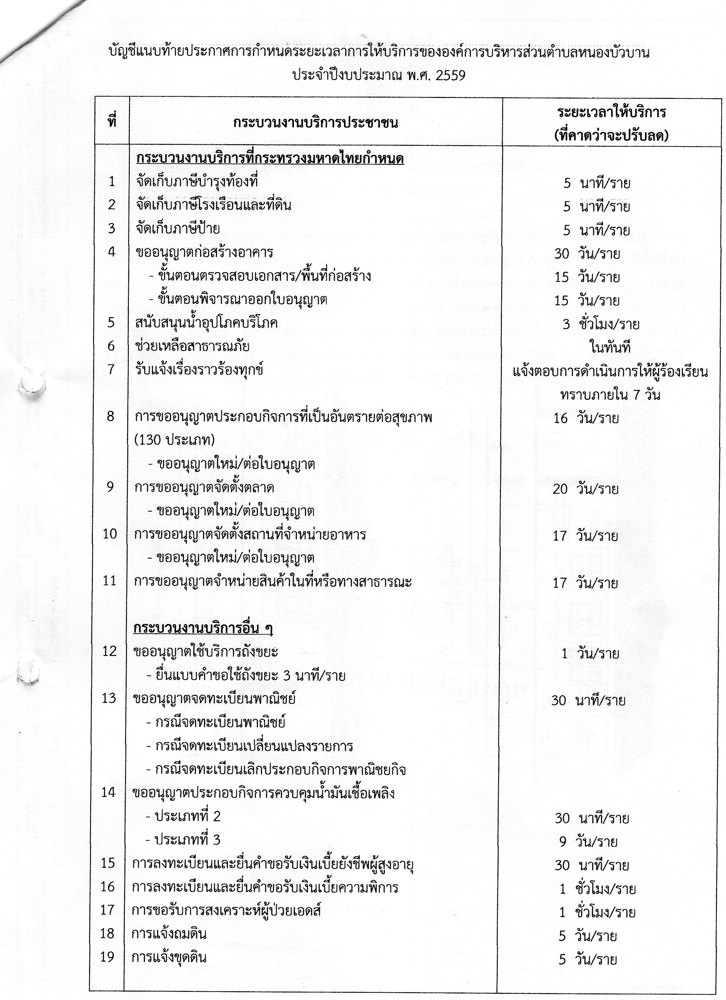 บัญชีแนบท้ายประกาศการกำหนดระยะเวลาการให้บริการขององค์การบริหารส่วนตำบลหนองบัวบาน
ประจำปีงบประมาณ พ.ศ. 2559
ที่ กระบวนงานบริการประชาชน ระยะเวลาให้บริการ
(ที่คาดว่าจะปรับลด)
กระบวนงานบริการที่กระทรวงมหาดไทยกำหนด
1 จัดเก็บภาษีบำรุงท้องที่ 5 นาที/ราย
2 จัดเก็บภาษีโรงเรือนและที่ดิน 5 นาที/ราย
3 จัดเก็บภาษีป้าย 5 นาที/ราย
4 ขออนุญาตก่อสร้างอาคาร 30 วัน/ราย
- ขั้นตอนตรวจสอบเอกสาร/พื้นที่ก่อสร้าง 15 วัน/ราย
- ขั้นตอนพิจารณาออกใบอนุญาต 15 วัน/ราย
5 สนับสนุนน้ำอุปโภคบริโภค 3 ชั่วโมง/ราย
6 ช่วยเหลือสาธารณภัย ในทันที
7 รับแจ้งเรื่องราวร้องทุกข์ แจ้งตอบการดำเนินการให้ผู้ร้องเรียน
ทราบภายใน 7 วัน
8 การขออนุญาตประกอบกิจการที่เป็นอันตรายต่อสุขภาพ 16 วัน/ราย
(130 ประเภท)
- ขออนุญาตใหม่/ต่อใบอนุญาต
9 การขออนุญาตจัดตั้งตลาด 20 วัน/ราย
- ขออนุญาตใหม่/ต่อใบอนุญาต
10 การขออนุญาตจัดตั้งสถานที่จำหน่ายอาหาร 17 วัน/ราย
- ขออนุญาตใหม่/ต่อใบอนุญาต
11 การขออนุญาตจำหน่ายสินค้าในที่หรือทางสาธารณะ 17 วัน/ราย
กระบวนงานบริการอื่น ๆ
12 ขออนุญาตใช้บริการถังขยะ 1 วัน/ราย
- ยื่นแบบคำขอใช้ถังขยะ 3 นาที/ราย
13 ขออนุญาตจดทะเบียนพาณิชย์ 30 นาที/ราย
- กรณีจดทะเบียนพาณิชย์
- กรณีจดทะเบียนเปลี่ยนแปลงรายการ
- กรณีจดทะเบียนเลิกประกอบกิจการพาณิชยกิจ
14 ขออนุญาตประกอบกิจการควบคุมน้ำมันเชื้อเพลิง
- ประเภทที่ 2 30 นาที/ราย
- ประเภทที่ 3 9 วัน/ราย
15 การลงทะเบียนและยื่นคำขอรับเงินเบี้ยยังชีพผู้สูงอายุ 30 นาที/ราย
16 การลงทะเบียนและยื่นคำขอรับเงินเบี้ยความพิการ 1 ชั่วโมง/ราย
17 การขอรับการสงเคราะห์ผู้ป่วยเอดส์ 1 ชั่วโมง/ราย
18 การแจ้งถมดิน 5 วัน/ราย
19 การแจ้งขุดดิน 5 วัน/ราย